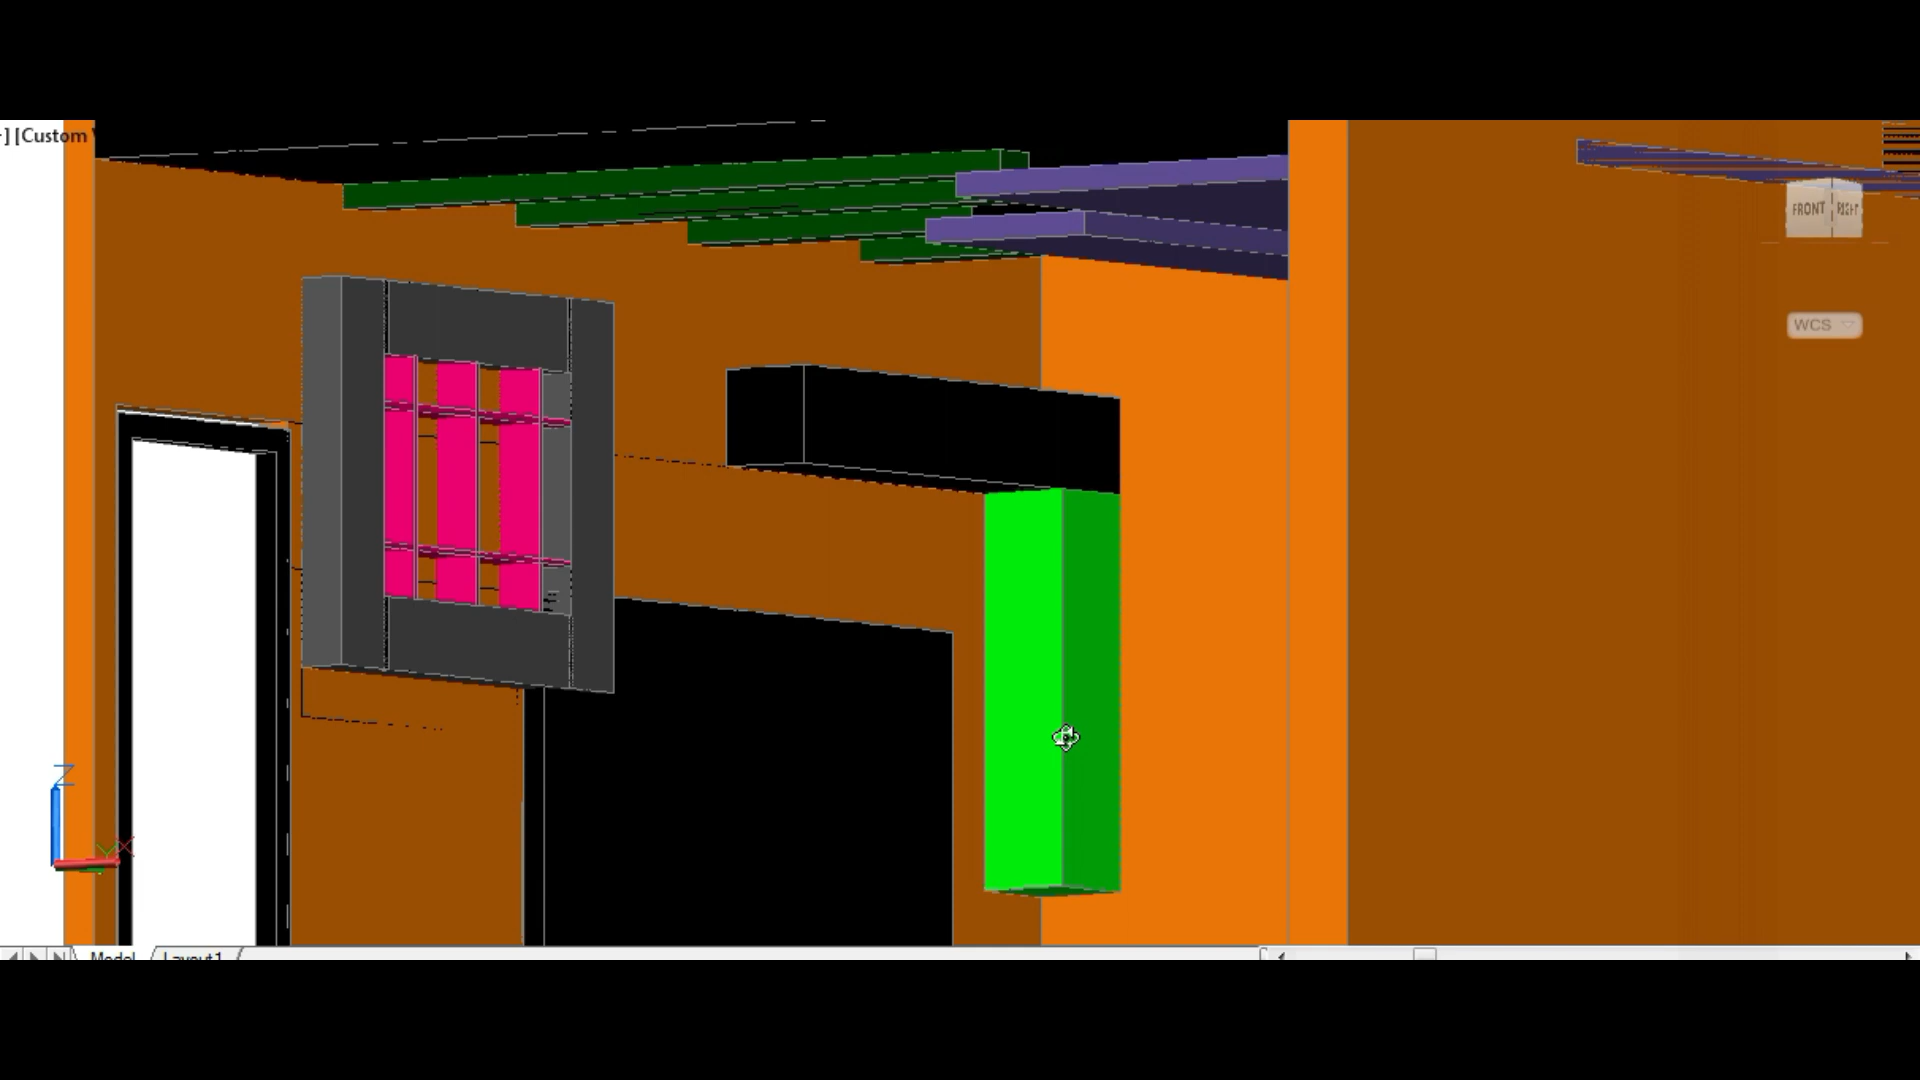 -] [Custom V
FRONT RIGHT
WCS
Z
Y X
Model Layout1